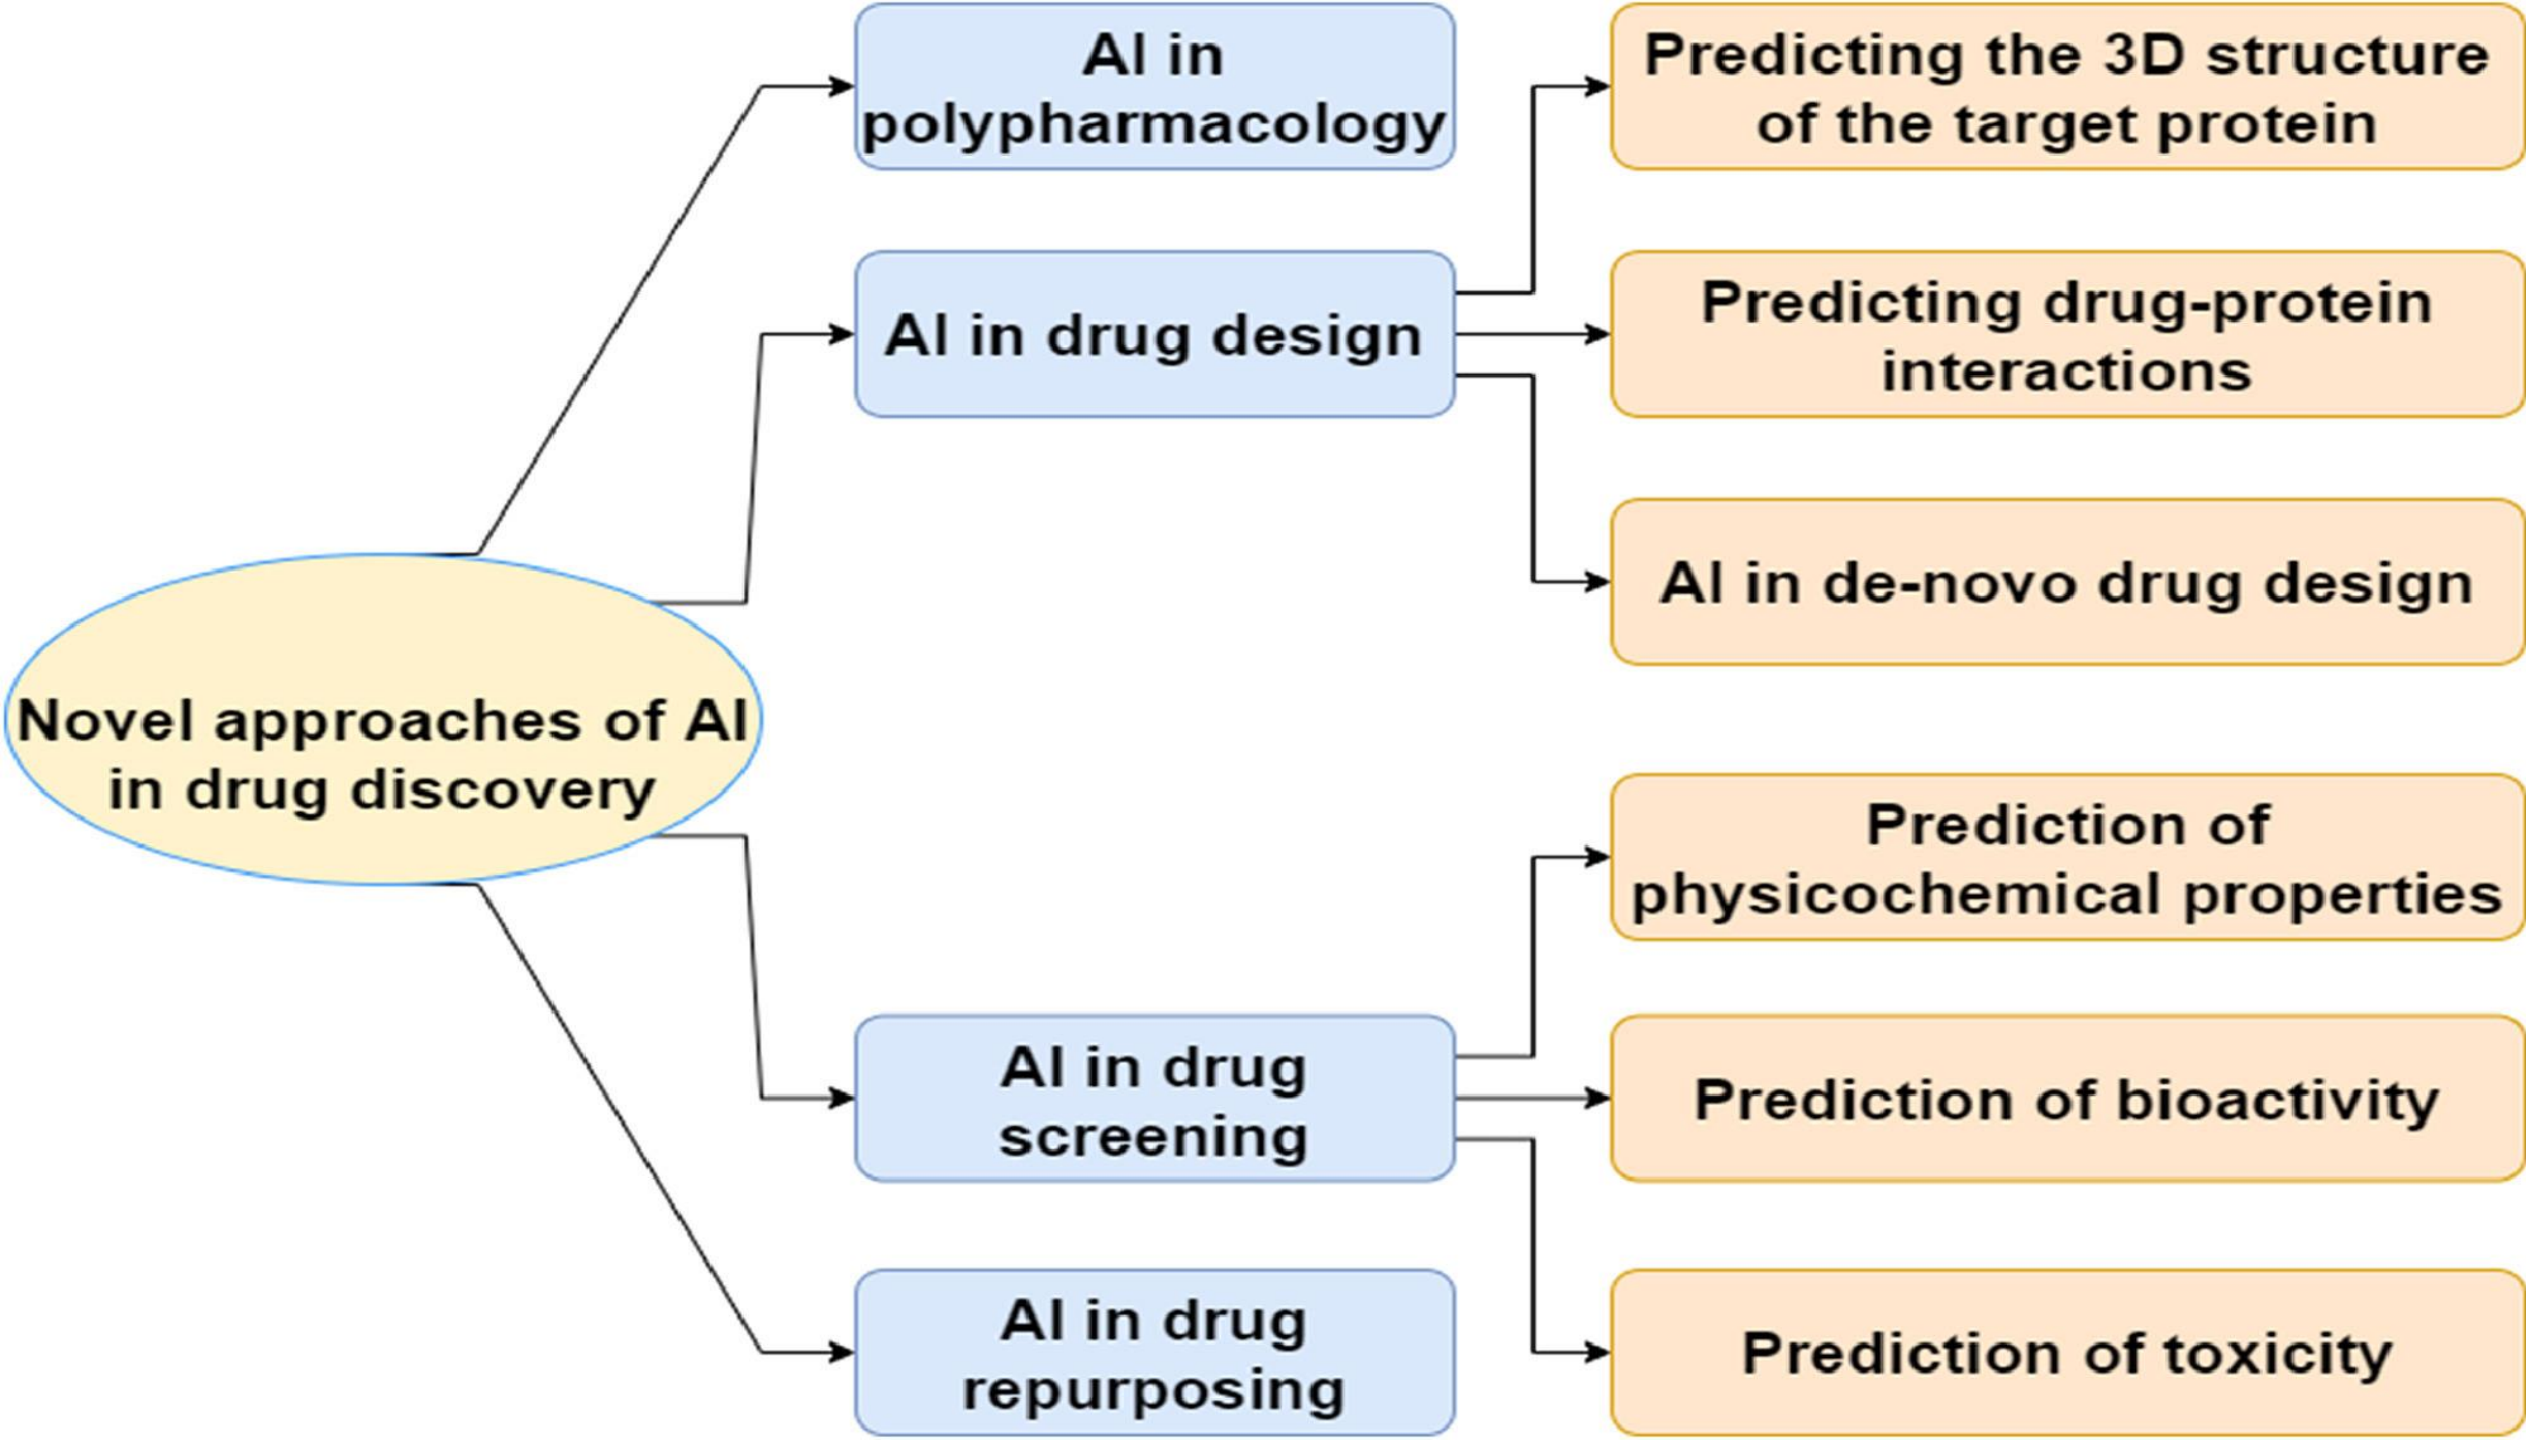 AI in
polypharmacology
Predicting the 3D structure
of the target protein
AI in drug design
Predicting drug-protein
interactions
AI in de-novo drug design
Novel approaches of AI
in drug discovery
Prediction of
physicochemical properties
AI in drug
screening
Prediction of bioactivity
AI in drug
repurposing
Prediction of toxicity